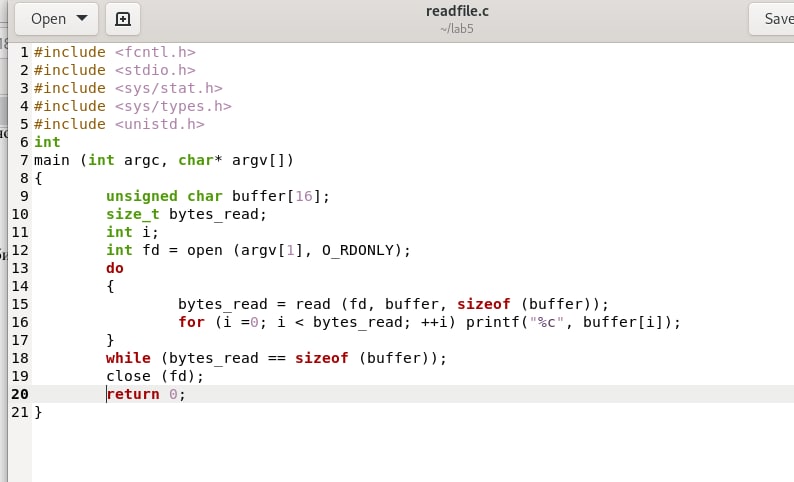 Open
readfile.c
~/lab5
Save
1 #include <fcntl.h>
2 #include <stdio.h>
3 #include <sys/stat.h>
4 #include <sys/types.h>
5 #include <unistd.h>
6 int
7 main (int argc, char* argv[])
8 {
9         unsigned char buffer[16];
10         size_t bytes_read;
11         int i;
12         int fd = open (argv[1], O_RDONLY);
13         do
14         {
15                 bytes_read = read (fd, buffer, sizeof (buffer));
16                 for (i =0; i < bytes_read; ++i) printf("%c", buffer[i]);
17         }
18         while (bytes_read == sizeof (buffer));
19         close (fd);
20         return 0;
21 }